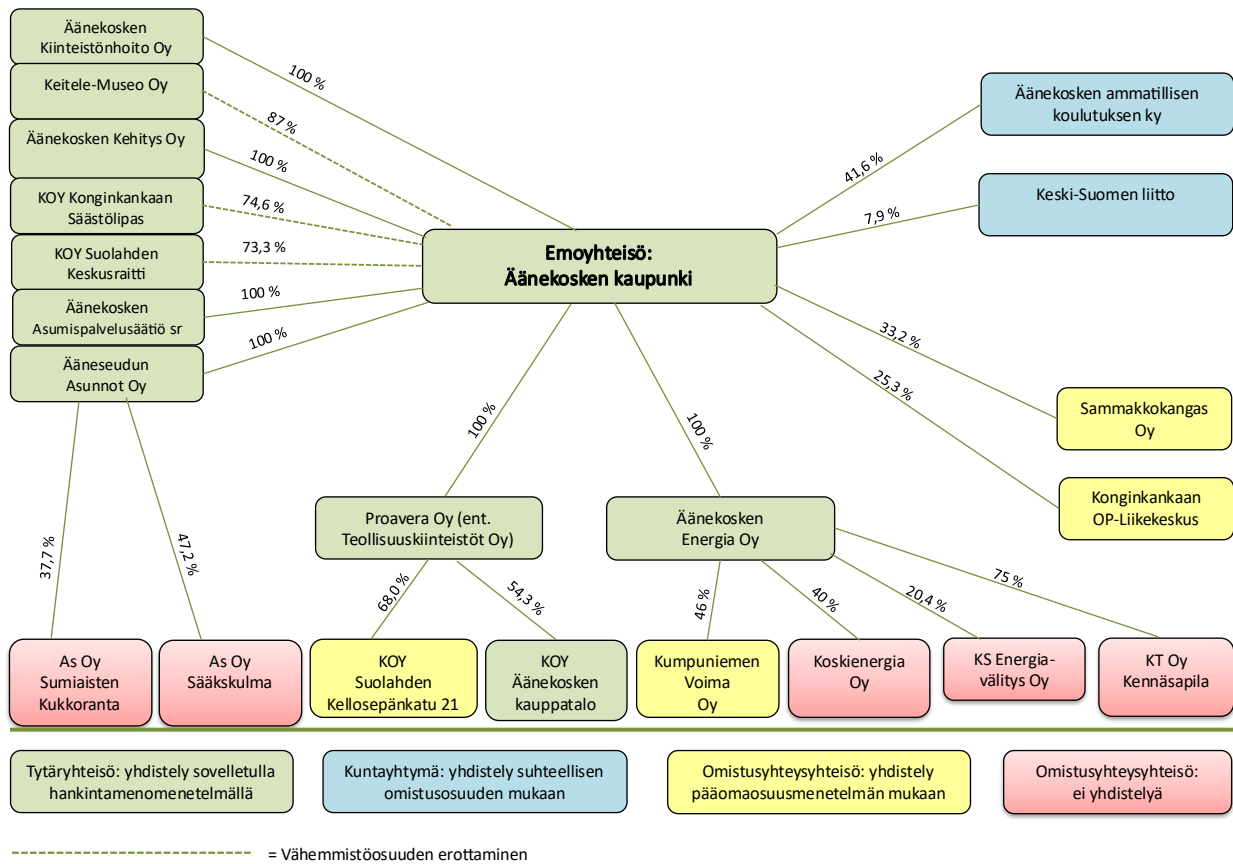 Äänekosken
Kiinteistönhoito Oy
100 %
Keitele-Museo Oy
87 %
Äänekosken Kehitys Oy
100 %
KOY Konginkankaan
Säästölipas
74,6 %
KOY Suolahden
Keskusraitti
73,3 %
Äänekosken
Asumispalvelusäätiö sr
100 %
Ääneseudun
Asunnot Oy
100 %
Emoyhteisö:
Äänekosken kaupunki
Äänekosken ammatillisen
koulutuksen ky
41,6 %
Keski-Suomen liitto
7,9 %
33,2 %
Sammakkokangas
Oy
25,3 %
Konginkankaan
OP-Liikekeskus
100 %
Proavera Oy (ent.
Teollisuuskiinteistöt Oy)
100 %
Äänekosken
Energia Oy
37,7 %
47,2 %
68,0 %
54,3 %
46 %
40 %
20,4 %
75 %
As Oy
Sumiaisten
Kukkoranta
As Oy
Sääkskulma
KOY
Suolahden
Kellosepänkatu 21
KOY
Äänekosken
kauppatalo
Kumpuniemen
Voima
Oy
Koskienergia
Oy
KS Energia-
välitys Oy
KT Oy
Kennäsapila
Tytäryhteisö: yhdistely sovelletulla
hankintamenomenetelmällä
Kuntayhtymä: yhdistely suhteellisen
omistusosuuden mukaan
Omistusyhteysyhteisö: yhdistely
pääomaosuusmenetelmän mukaan
Omistusyhteysyhteisö:
ei yhdistelyä
= Vähemmistöosuuden erottaminen